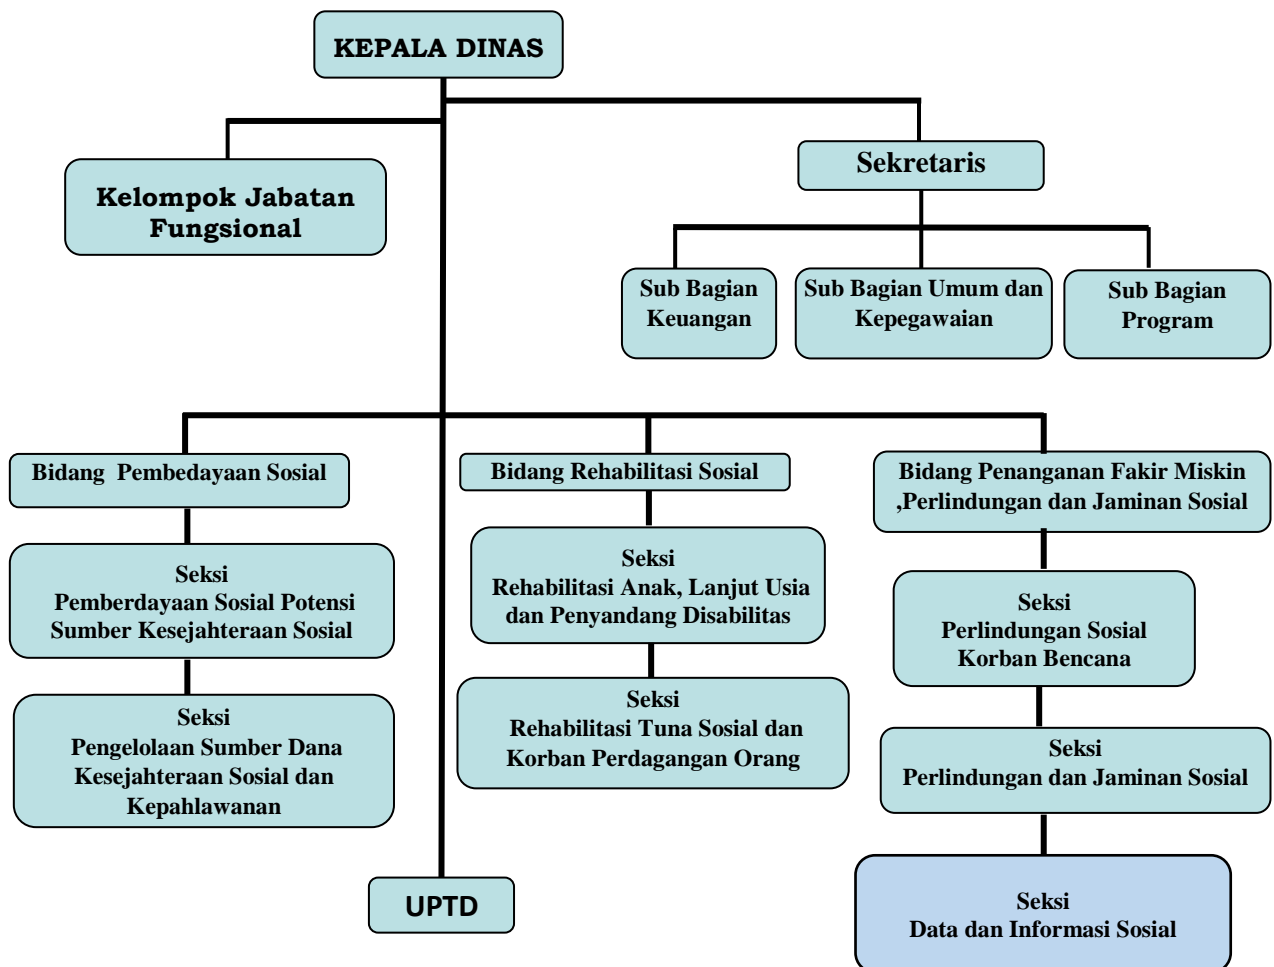 KEPALA DINAS
Kelompok Jabatan
Fungsional
Sekretaris
Sub Bagian
Keuangan
Sub Bagian Umum dan
Kepegawaian
Sub Bagian
Program
Bidang Pembedayaan Sosial
Seksi
Pemberdayaan Sosial Potensi
Sumber Kesejahteraan Sosial
Seksi
Pengelolaan Sumber Dana
Kesejahteraan Sosial dan
Kepahlawanan
Bidang Rehabilitasi Sosial
Seksi
Rehabilitasi Anak, Lanjut Usia
dan Penyandang Disabilitas
Seksi
Rehabilitasi Tuna Sosial dan
Korban Perdagangan Orang
Bidang Penanganan Fakir Miskin
,Perlindungan dan Jaminan Sosial
Seksi
Perlindungan Sosial
Korban Bencana
Seksi
Perlindungan dan Jaminan Sosial
Seksi
Data dan Informasi Sosial
UPTD